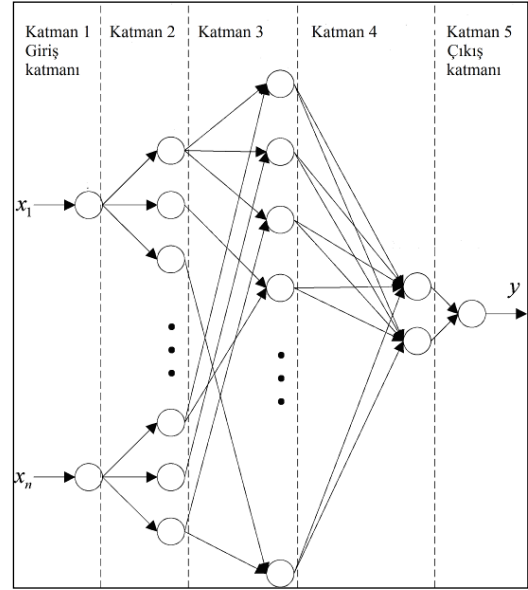 Katman 1
Giriş
katmanı
Katman 2
Katman 3
Katman 4
Katman 5
Çıkış
katmanı
x1
xn
y